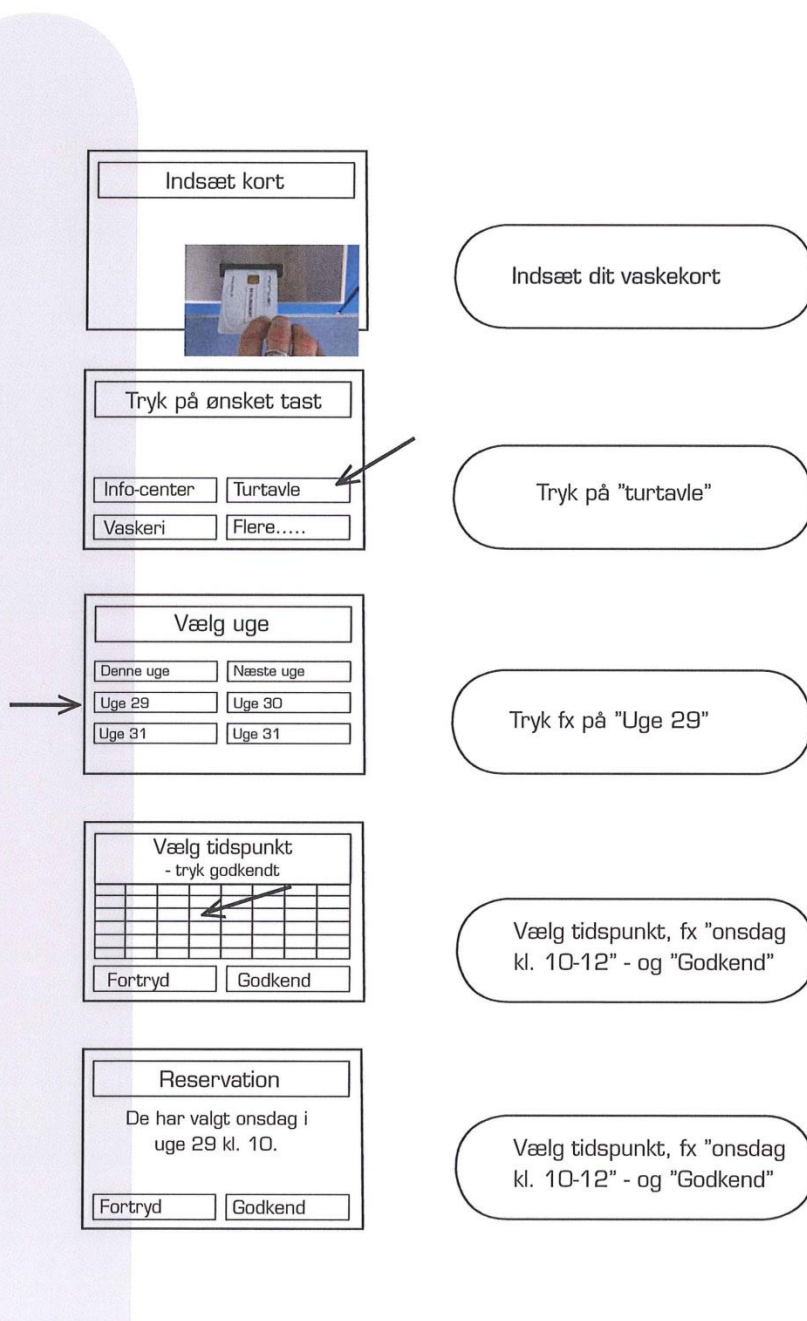 Indsæt kort
Indsæt dit vaskekort
Tryk på ønsket tast
Info-center
Turtavle
Vaskeri
Flere.....
Tryk på "turtavle"
Vælg uge
Denne uge
Næste uge
Uge 29
Uge 30
Uge 31
Uge 31
Tryk fx på "Uge 29"
Vælg tidspunkt
- tryk godkendt
Fortryd
Godkend
Vælg tidspunkt, fx "onsdag
kl. 10-12" - og "Godkend"
Reservation
De har valgt onsdag i
uge 29 kl. 10.
Fortryd
Godkend
Vælg tidspunkt, fx "onsdag
kl. 10-12" - og "Godkend"